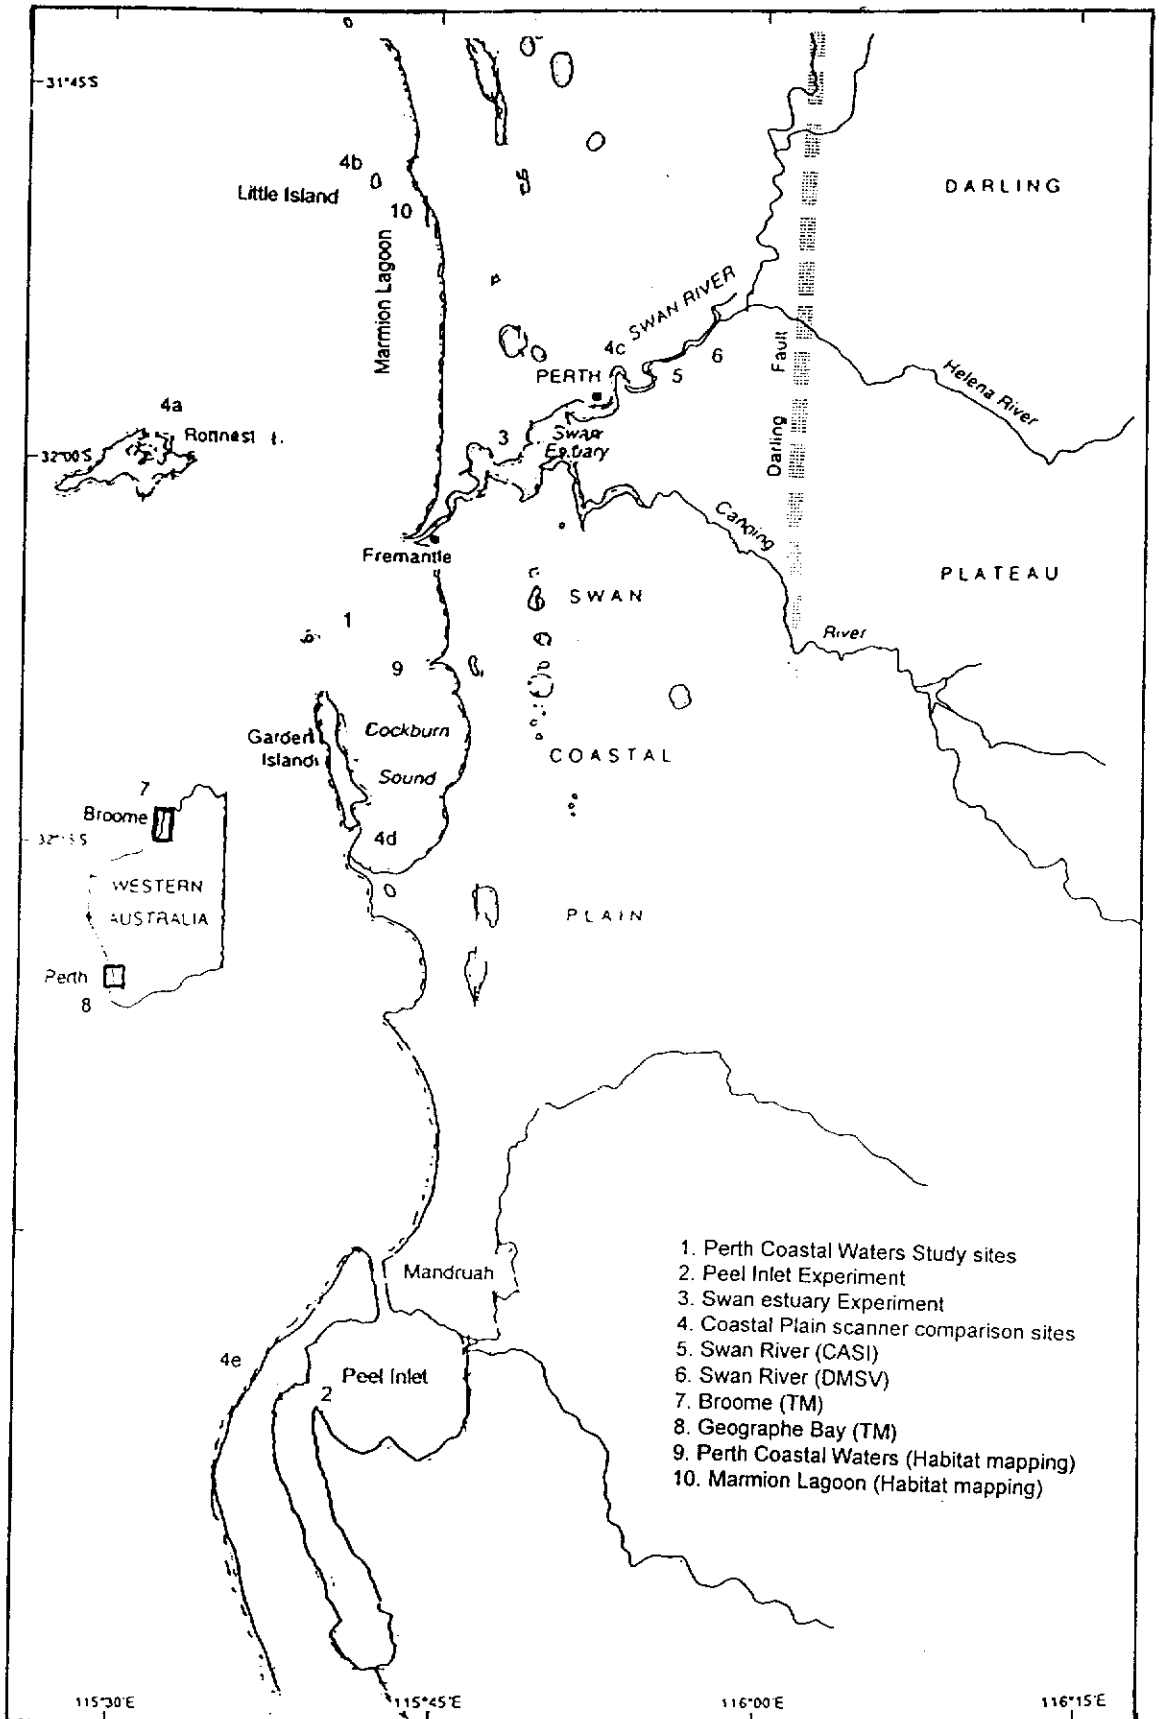 31°45'S
4b
Little Island
10
DARLING
Marmion Lagoon
SWAN RIVER
4c
6
PERTH
5
Fault
Helena River
4a
Rottnest I.
3
Swan
Estuary
32°00'S
Darling
Canning
Fremantle
SWAN
PLATEAU
1
River
9
Garden
Island
Cockburn
Sound
COASTAL
7
Broome
4d
WESTERN
AUSTRALIA
PLAIN
Perth
8
Mandruah
4e
Peel Inlet
2
1. Perth Coastal Waters Study sites
2. Peel Inlet Experiment
3. Swan estuary Experiment
4. Coastal Plain scanner comparison sites
5. Swan River (CASI)
6. Swan River (DMSV)
7. Broome (TM)
8. Geographe Bay (TM)
9. Perth Coastal Waters (Habitat mapping)
10. Marmion Lagoon (Habitat mapping)
115°30'E
115°45'E
116°00'E
116°15'E